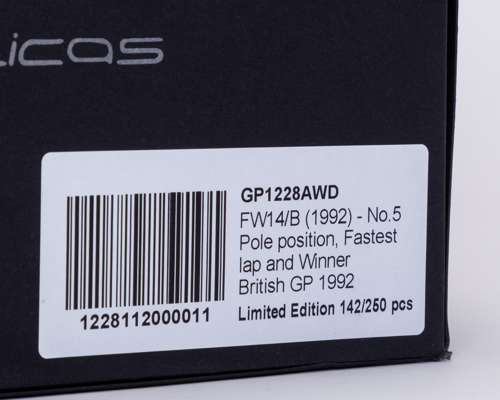 licas
GP1228AWD
FW14/B (1992) - No.5
Pole position, Fastest
lap and Winner
British GP 1992
Limited Edition 142/250 pcs
1228112000011